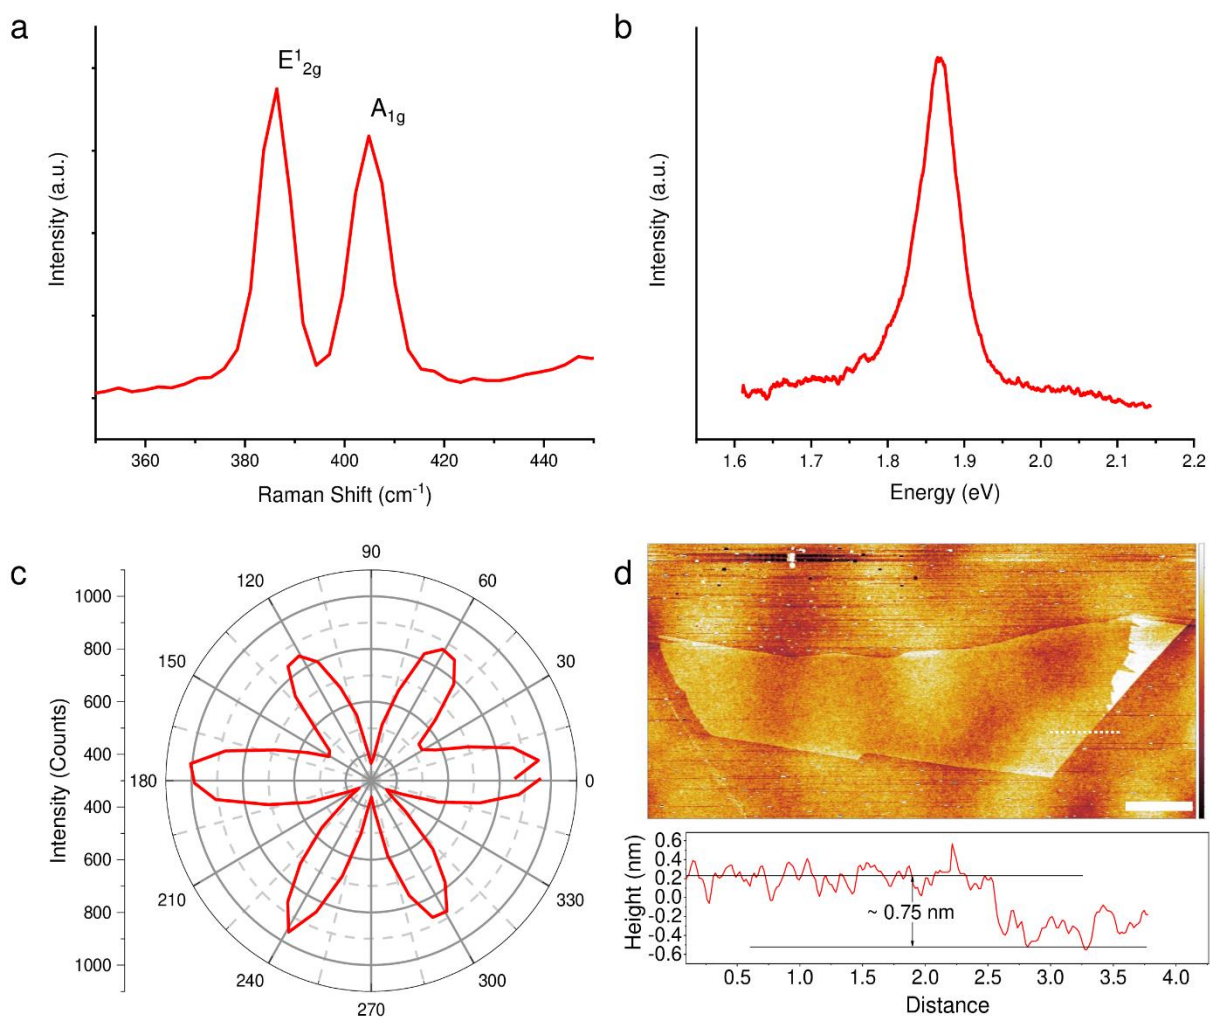 a
E¹₂g
A₁g
Intensity (a.u.)
360 380 400 420 440
Raman Shift (cm⁻¹)
b
Intensity (a.u.)
1.6 1.7 1.8 1.9 2.0 2.1 2.2
Energy (eV)
c
Intensity (Counts)
1000
800
600
400
180
400
600
800
1000
90
120 60
150 30
0
210 330
240 300
270
d
Height (nm)
0.6
0.4
0.2
0.0
-0.2
-0.4
-0.6
~ 0.75 nm
0.5 1.0 1.5 2.0 2.5 3.0 3.5 4.0
Distance